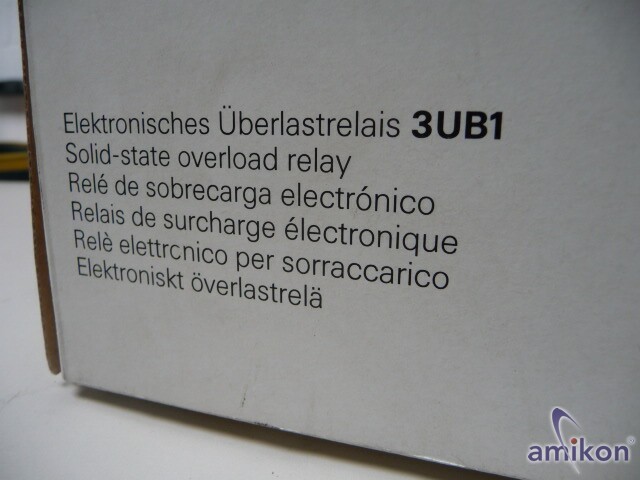 Elektronisches Überlastrelais 3UB1
Solid-state overload relay
Relé de sobrecarga electrónico
Relais de surcharge électronique
Relè elettrcnico per sorraccarico
Elektroniskt överlastrelä
amikon®